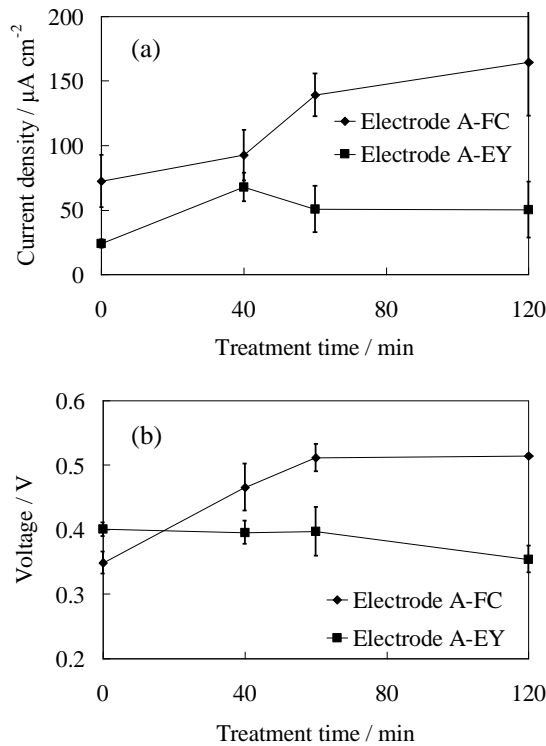 200
(a)
150
100
50
0
Current density / μA cm-2
Electrode A-FC
Electrode A-EY
0 40 80 120
Treatment time / min
0.6
(b)
0.5
0.4
0.3
0.2
Voltage / V
Electrode A-FC
Electrode A-EY
0 40 80 120
Treatment time / min